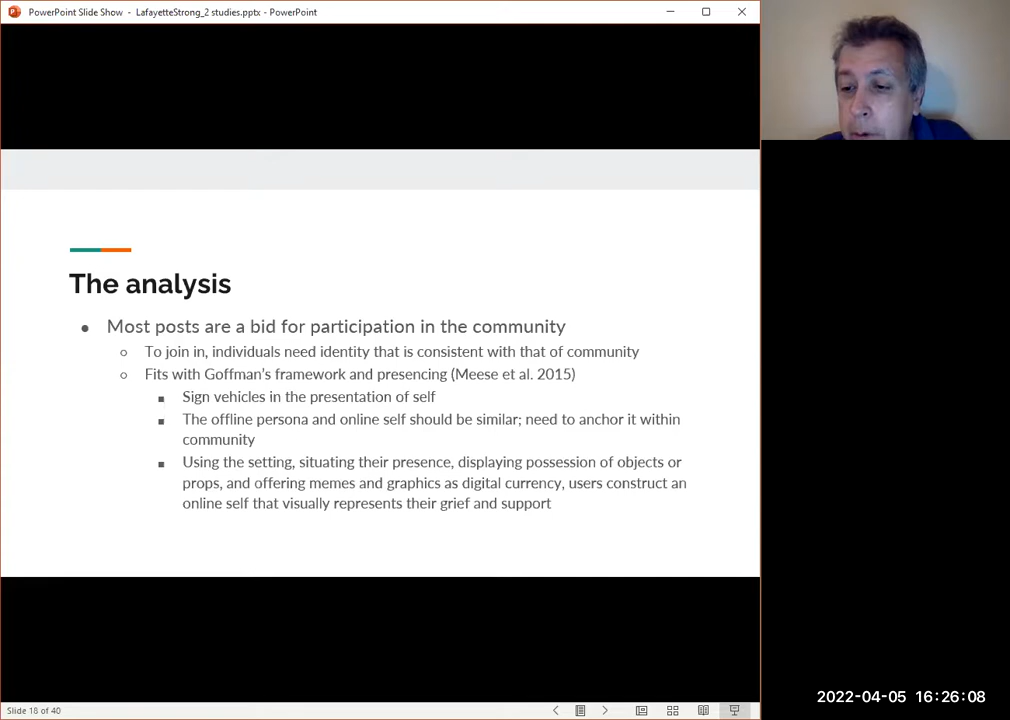 PowerPoint Slide Show - LafayetteStrong_2 studies.pptx - PowerPoint
The analysis
Most posts are a bid for participation in the community
To join in, individuals need identity that is consistent with that of community
Fits with Goffman's framework and presencing (Meese et al. 2015)
Sign vehicles in the presentation of self
The offline persona and online self should be similar; need to anchor it within
community
Using the setting, situating their presence, displaying possession of objects or
props, and offering memes and graphics as digital currency, users construct an
online self that visually represents their grief and support
2022-04-05 16:26:08
Slide 18 of 40